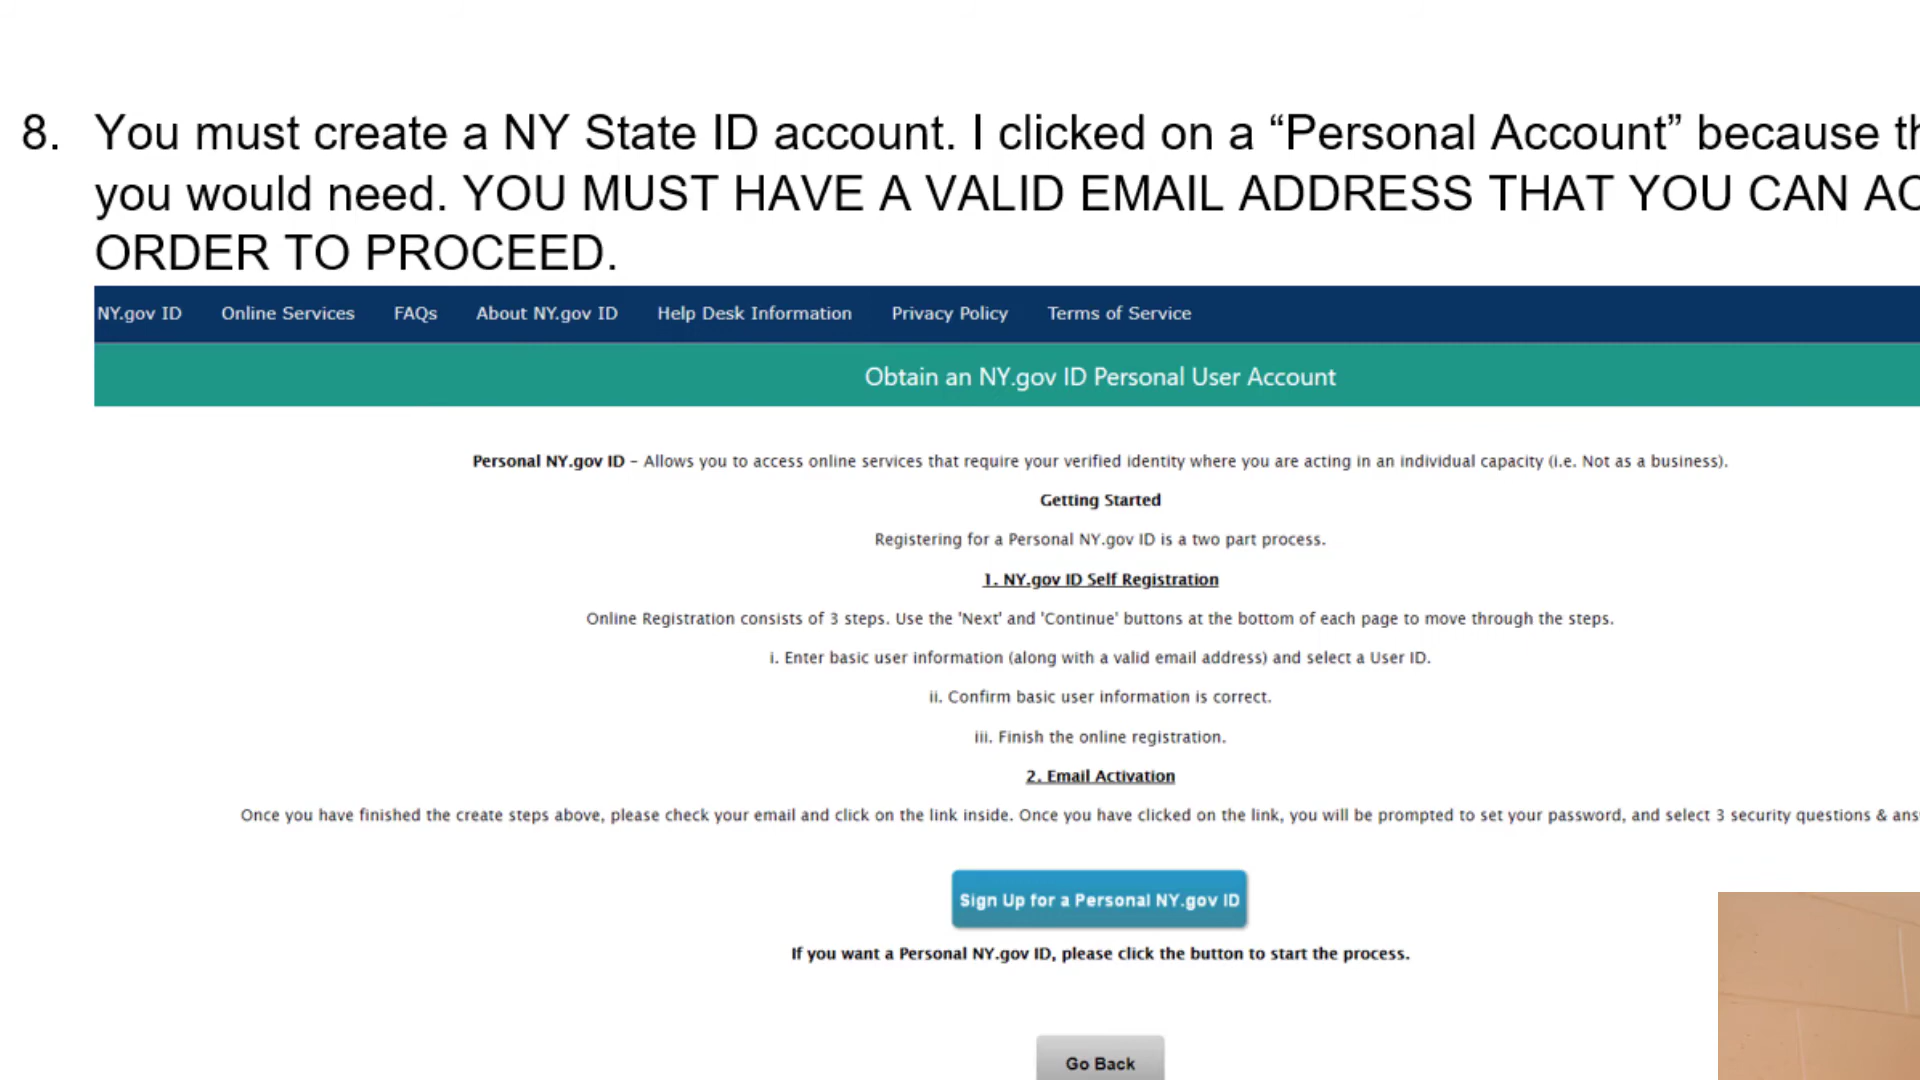 8. You must create a NY State ID account. I clicked on a “Personal Account” because
you would need. YOU MUST HAVE A VALID EMAIL ADDRESS THAT YOU CAN
ORDER TO PROCEED.
NY.gov ID Online Services FAQs About NY.gov ID Help Desk Information Privacy Policy Terms of Service
Obtain an NY.gov ID Personal User Account
Personal NY.gov ID – Allows you to access online services that require your verified identity where you are acting in an individual capacity (i.e. Not as a business).
Getting Started
Registering for a Personal NY.gov ID is a two part process.
1. NY.gov ID Self Registration
Online Registration consists of 3 steps. Use the 'Next' and 'Continue' buttons at the bottom of each page to move through the steps.
i. Enter basic user information (along with a valid email address) and select a User ID.
ii. Confirm basic user information is correct.
iii. Finish the online registration.
2. Email Activation
Once you have finished the create steps above, please check your email and click on the link inside. Once you have clicked on the link, you will be prompted to set your password, and select 3 security questions &
Sign Up for a Personal NY.gov ID
If you want a Personal NY.gov ID, please click the button to start the process.
Go Back